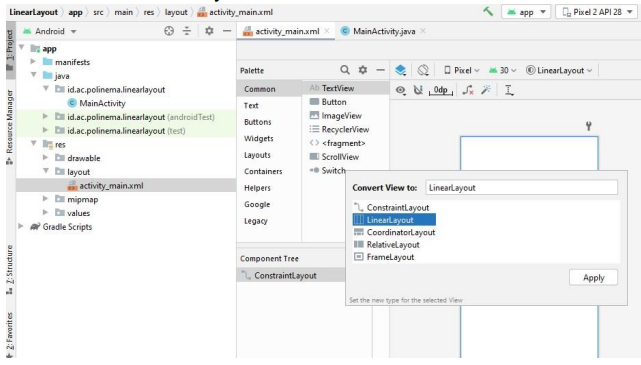 LinearLayout app src main res layout activity_main.xml
app Pixel 2 API 28
1: Project
Android
activity_main.xml
MainActivity.java
app
manifests
java
id.ac.polinema.linearlayout
MainActivity
id.ac.polinema.linearlayout (androidTest)
id.ac.polinema.linearlayout (test)
res
drawable
layout
activity_main.xml
mipmap
values
Gradle Scripts
Resource Manager
Z: Structure
2: Favorites
Palette
Common
Text
Buttons
Widgets
Layouts
Containers
Helpers
Google
Legacy
Ab TextView
Button
ImageView
RecyclerView
<> <fragment>
ScrollView
Switch
Pixel 30 LinearLayout
0dp
Component Tree
ConstraintLayout
Convert View to: LinearLayout
ConstraintLayout
LinearLayout
CoordinatorLayout
RelativeLayout
FrameLayout
Apply
Set the new type for the selected View